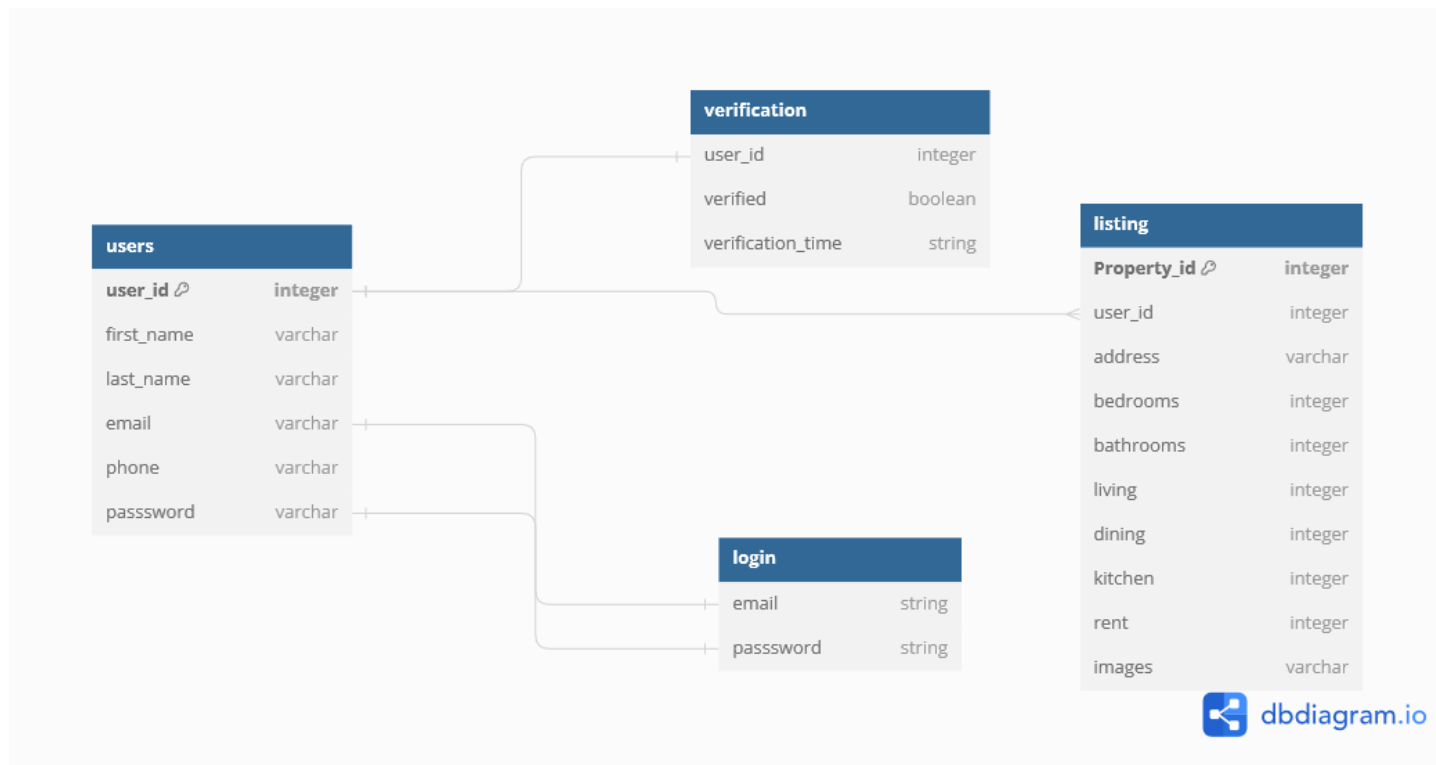 users
user_id integer
first_name varchar
last_name varchar
email varchar
phone varchar
passsword varchar
verification
user_id integer
verified boolean
verification_time string
login
email string
passsword string
listing
Property_id integer
user_id integer
address varchar
bedrooms integer
bathrooms integer
living integer
dining integer
kitchen integer
rent integer
images varchar
dbdiagram.io